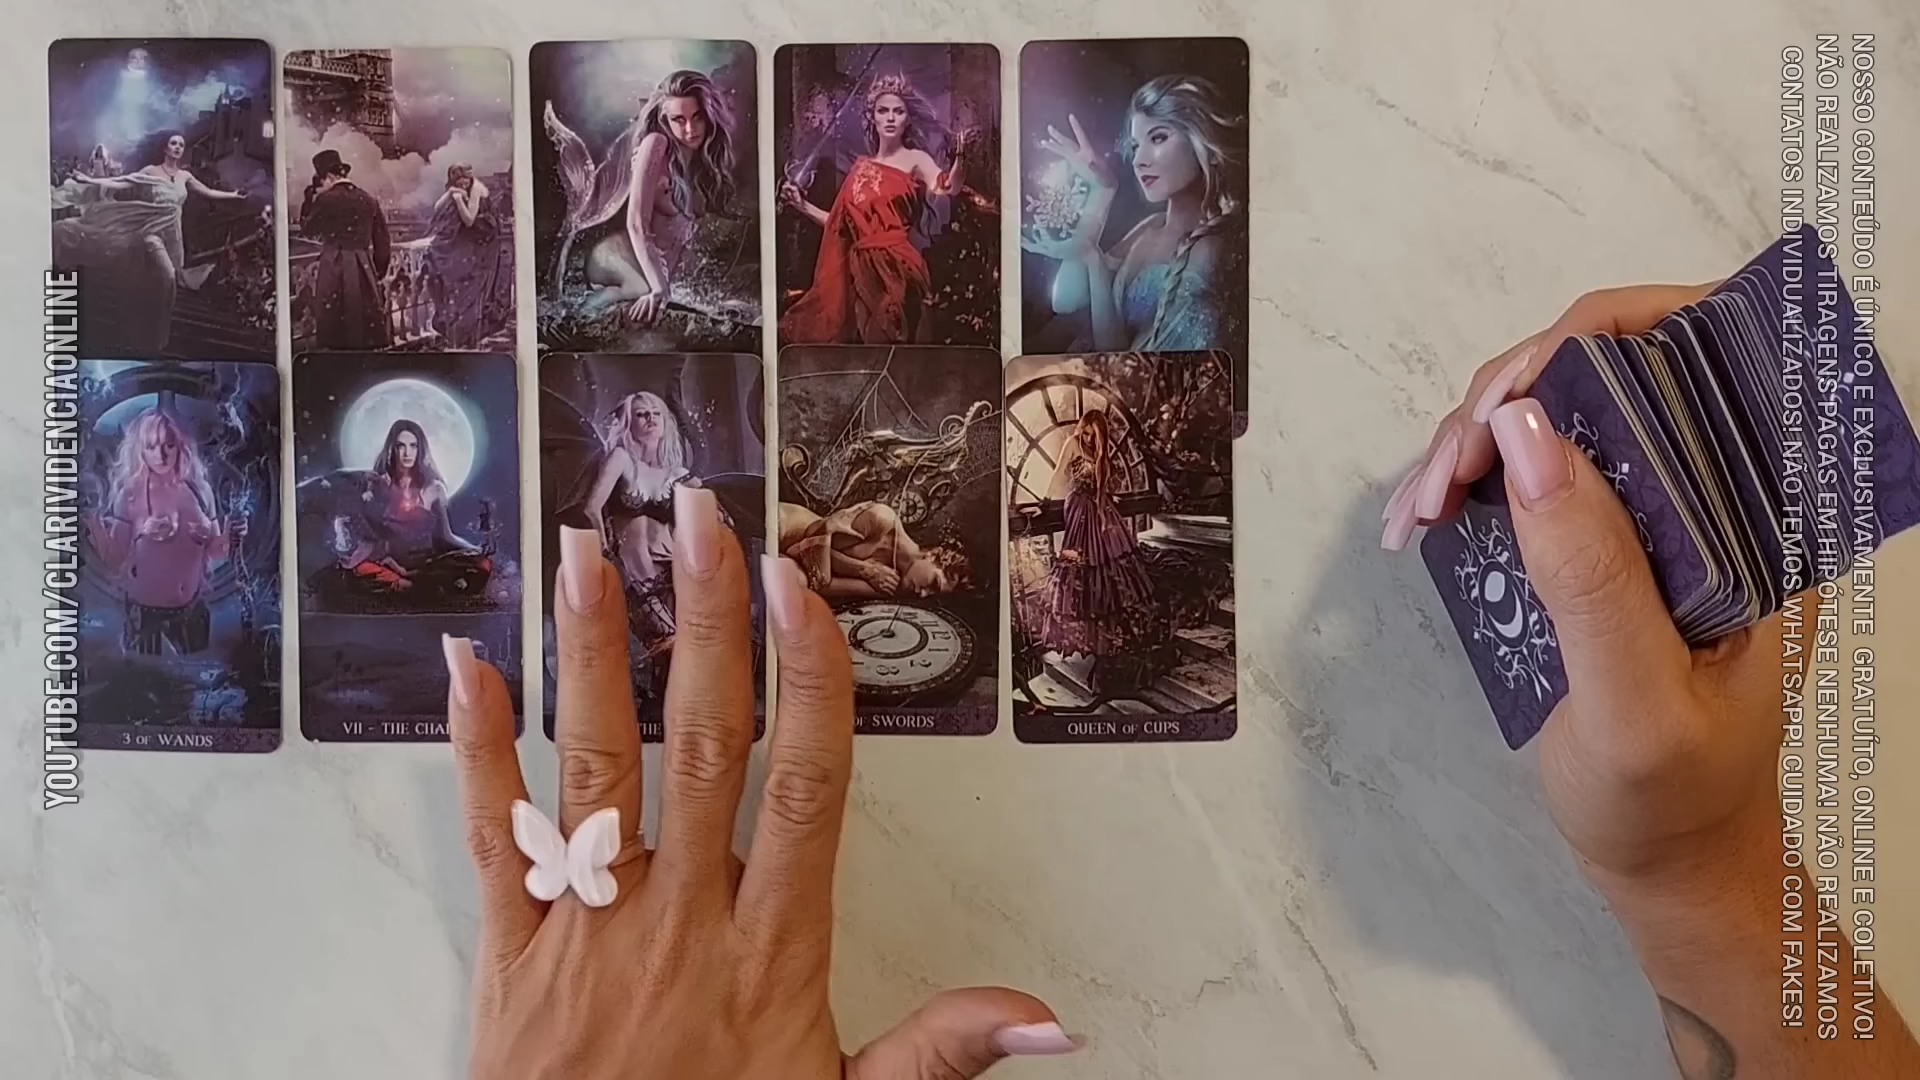 YOUTUBE.COM/CLARIVIDENCIAONLINE
3 OF WANDS
VII - THE CHA
THE
OF SWORDS
QUEEN OF CUPS
NOSSO CONTEÚDO É ÚNICO E EXCLUSIVAMENTE GRATUÍTO, ONLINE E COLETIVO!
NÃO REALIZAMOS TIRAGENS PAGAS EM HIPÓTESE NENHUMA! NÃO REALIZAMOS
CONTATOS INDIVIDUALIZADOS! NÃO TEMOS WHATSAPP! CUIDADO COM FAKES!